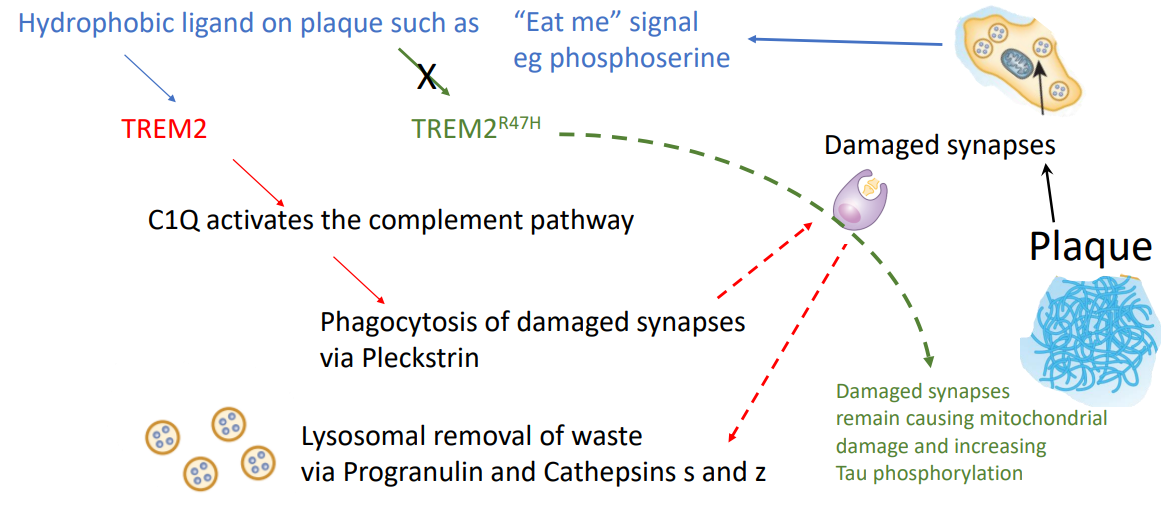 Hydrophobic ligand on plaque such as
“Eat me” signal
eg phosphoserine
X
TREM2
TREM2R47H
Damaged synapses
C1Q activates the complement pathway
Plaque
Phagocytosis of damaged synapses
via Pleckstrin
Damaged synapses
remain causing mitochondrial
damage and increasing
Tau phosphorylation
Lysosomal removal of waste
via Progranulin and Cathepsins s and z